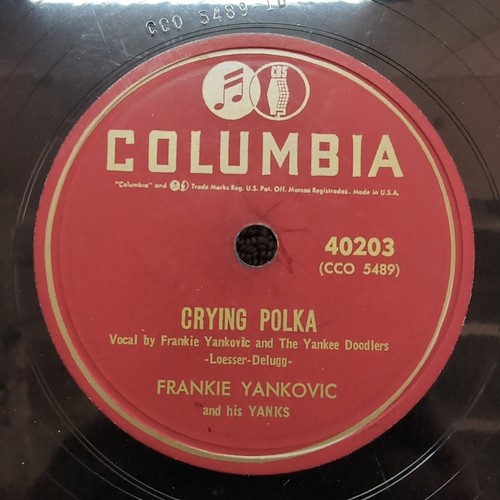 CCO 5489 1D
CBS
COLUMBIA
"Columbia" and Trade Marks Reg. U.S. Pat. Off. Marcas Registradas. Made in U.S.A.
40203
(CCO 5489)
CRYING POLKA
Vocal by Frankie Yankovic and The Yankee Doodlers
-Loesser-Delugg-
FRANKIE YANKOVIC
and his YANKS